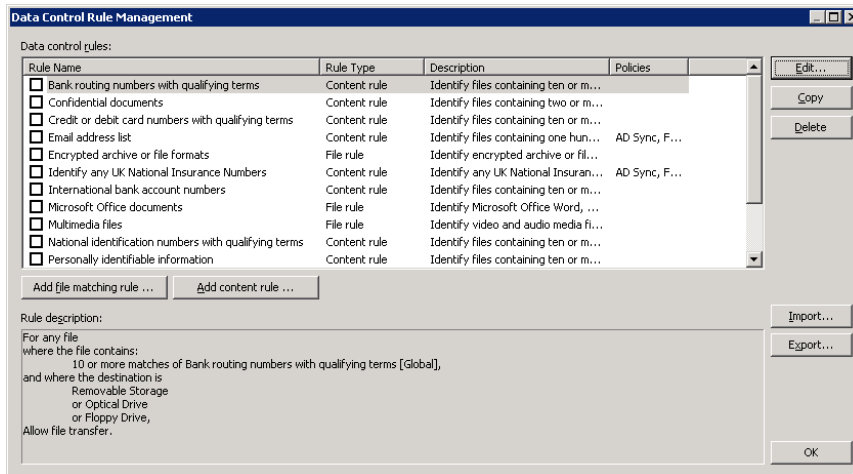 Data Control Rule Management
Data control rules:
Rule Name Rule Type Description Policies
Bank routing numbers with qualifying terms Content rule Identify files containing ten or m...
Confidential documents Content rule Identify files containing two or m...
Credit or debit card numbers with qualifying terms Content rule Identify files containing ten or m...
Email address list Content rule Identify files containing one hun... AD Sync, F...
Encrypted archive or file formats File rule Identify encrypted archive or fil...
Identify any UK National Insurance Numbers Content rule Identify any UK National Insuran... AD Sync, F...
International bank account numbers Content rule Identify files containing ten or m...
Microsoft Office documents File rule Identify Microsoft Office Word, ...
Multimedia files File rule Identify video and audio media fi...
National identification numbers with qualifying terms Content rule Identify files containing ten or m...
Personally identifiable information Content rule Identify files containing ten or m...
Edit...
Copy
Delete
Add file matching rule ... Add content rule ...
Rule description:
For any file
where the file contains:
10 or more matches of Bank routing numbers with qualifying terms [Global],
and where the destination is
Removable Storage
or Optical Drive
or Floppy Drive,
Allow file transfer.
Import...
Export...
OK